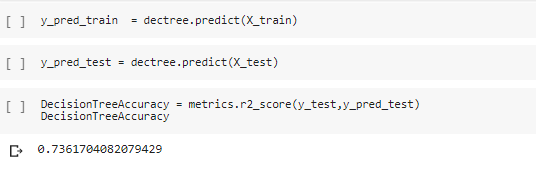 [ ] y_pred_train  = dectree.predict(X_train)
[ ] y_pred_test = dectree.predict(X_test)
[ ] DecisionTreeAccuracy = metrics.r2_score(y_test,y_pred_test)
DecisionTreeAccuracy
0.7361704082079429